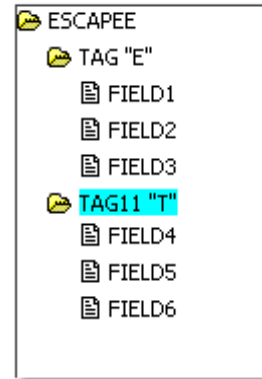 ESCAPEE
TAG "E"
FIELD1
FIELD2
FIELD3
TAG11 "T"
FIELD4
FIELD5
FIELD6